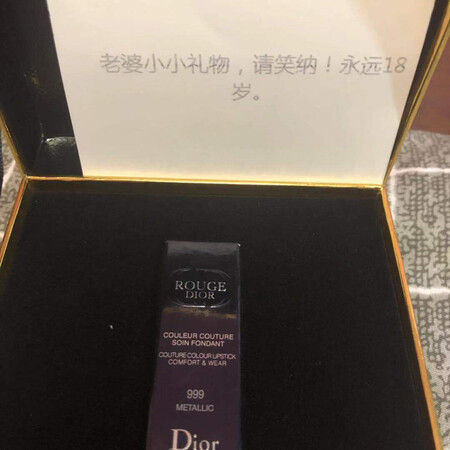 老婆小小礼物，请笑纳！永远18
岁。
ROUGE
DIOR
COULEUR COUTURE
SOIN FONDANT
COUTURE COLOUR LIPSTICK
COMFORT & WEAR
999
METALLIC
Dior